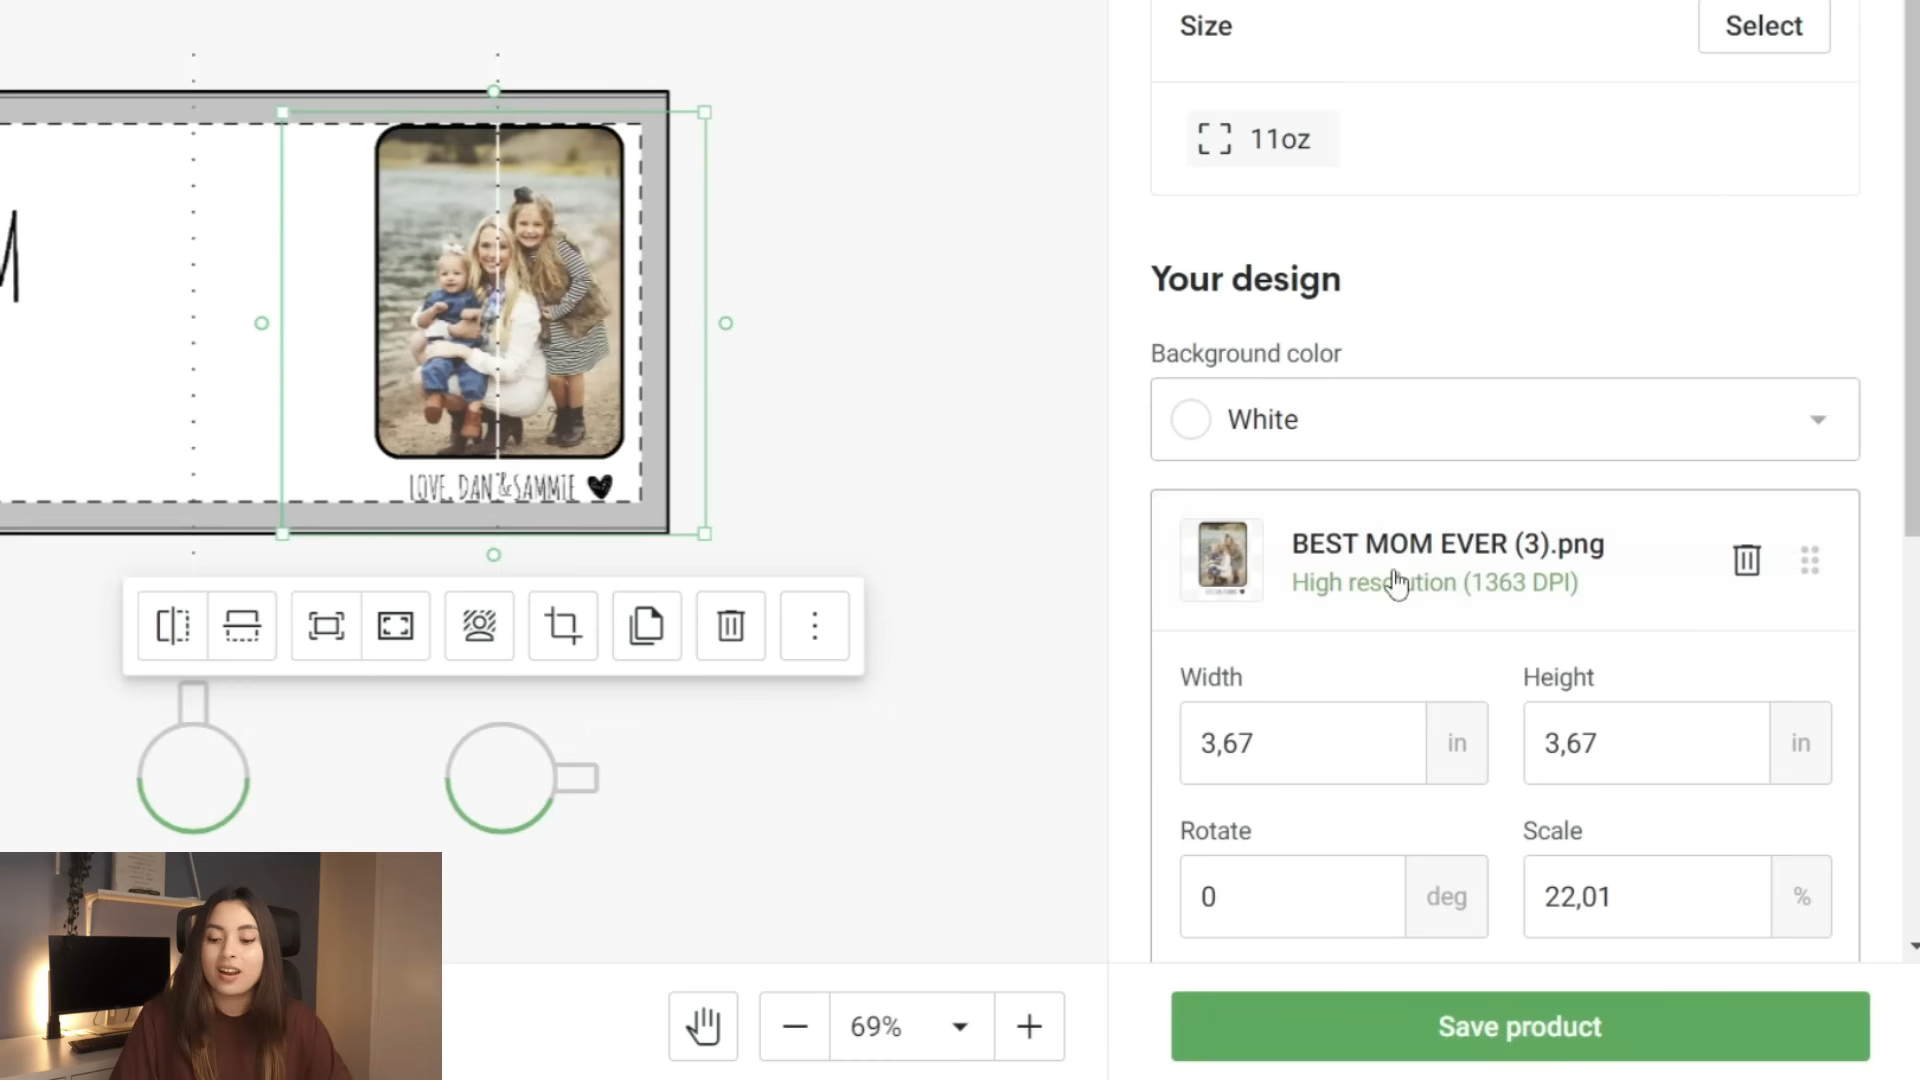 Size
Select
11oz
M
LOVE, DAN & SAMMIE
Your design
Background color
White
BEST MOM EVER (3).png
High resolution (1363 DPI)
Width
Height
3,67
in
3,67
in
Rotate
Scale
0
deg
22,01
%
69%
Save product